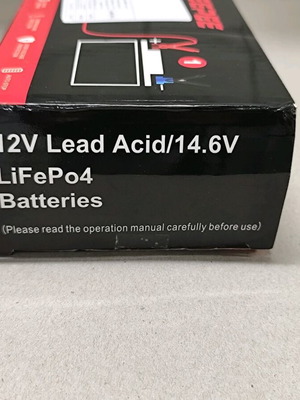 12V Lead Acid/14.6V
LiFePo4
Batteries
(Please read the operation manual carefully before use)